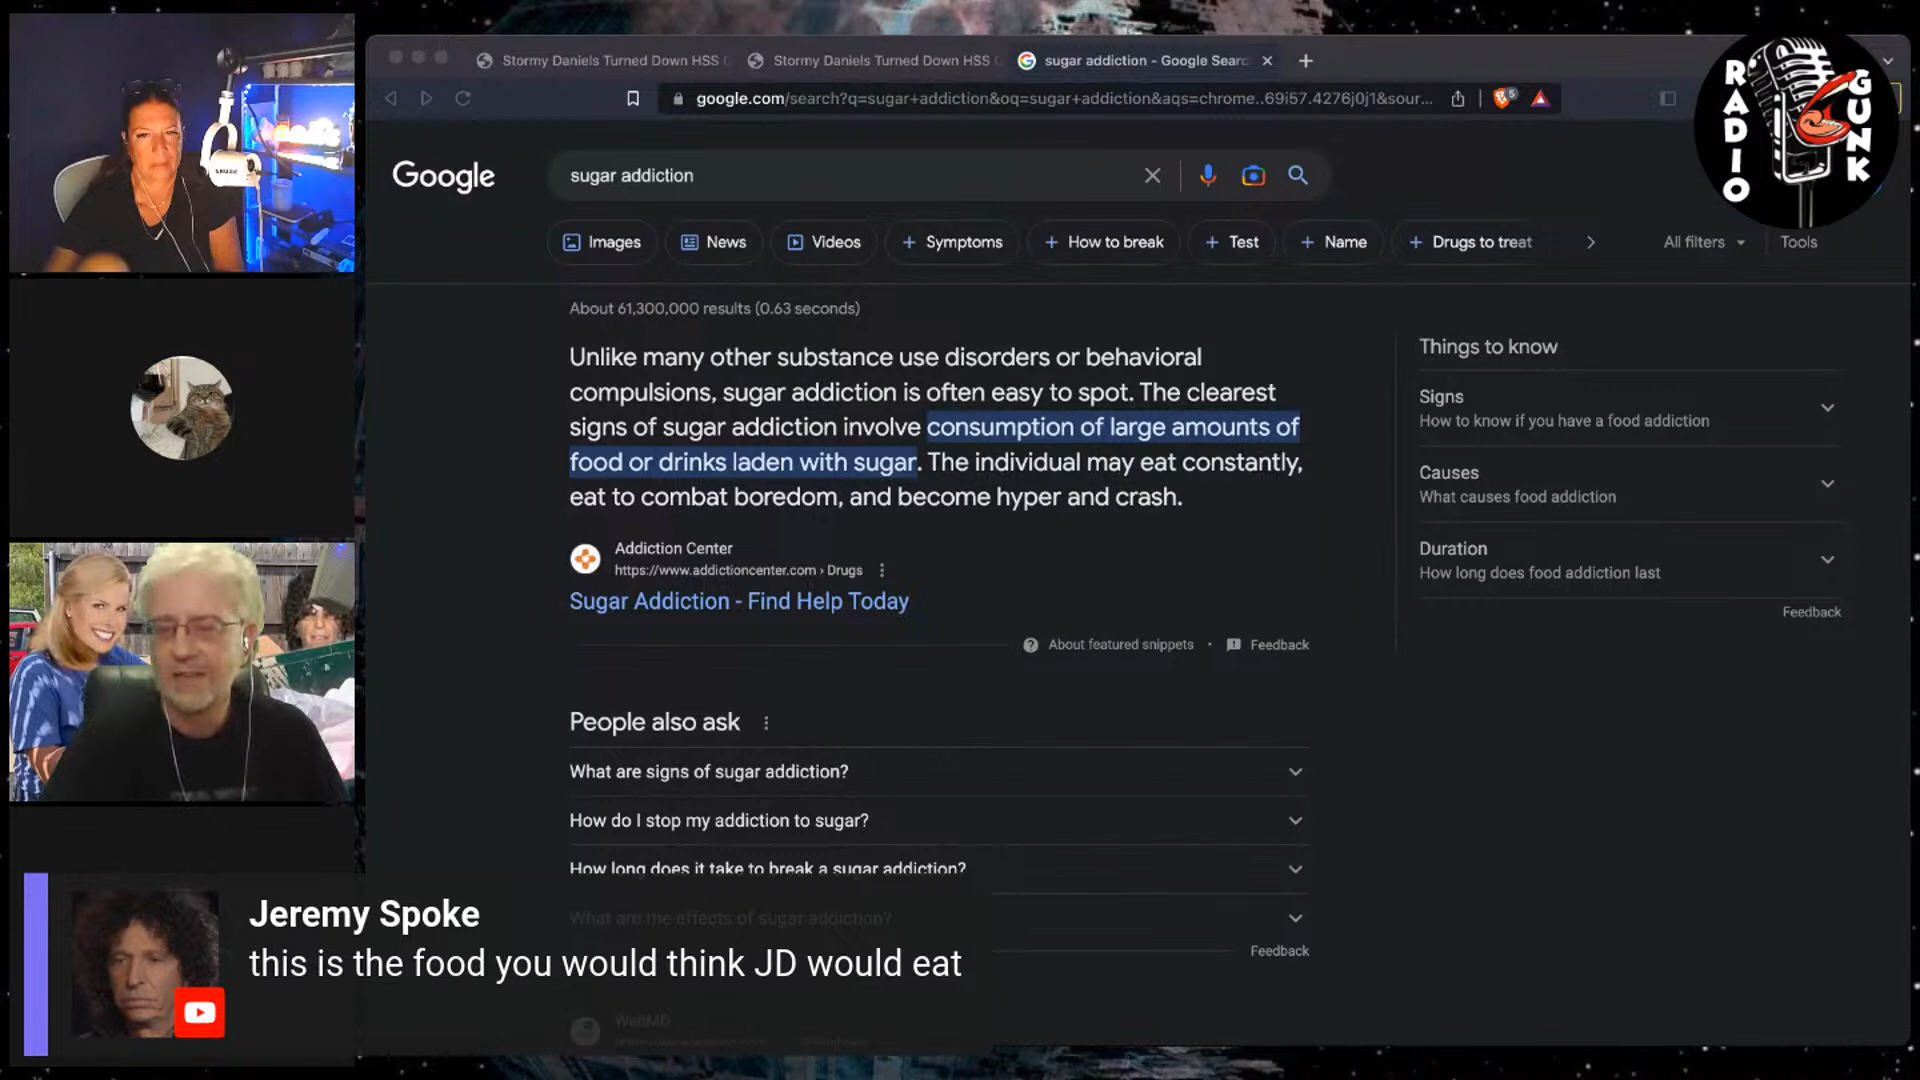 Stormy Daniels Turned Down HSS
Stormy Daniels Turned Down HSS
sugar addiction - Google Searc
google.com/search?q=sugar+addiction&oq=sugar+addiction&aqs=chrome..69i57.4276j0j1&sour...
5
RADIO
GUNK
Google
sugar addiction
Images
News
Videos
+ Symptoms
+ How to break
+ Test
+ Name
+ Drugs to treat
All filters
Tools
About 61,300,000 results (0.63 seconds)
Unlike many other substance use disorders or behavioral
compulsions, sugar addiction is often easy to spot. The clearest
signs of sugar addiction involve consumption of large amounts of
food or drinks laden with sugar. The individual may eat constantly,
eat to combat boredom, and become hyper and crash.
Addiction Center
https://www.addictioncenter.com › Drugs
Sugar Addiction - Find Help Today
About featured snippets • Feedback
Things to know
Signs
How to know if you have a food addiction
Causes
What causes food addiction
Duration
How long does food addiction last
Feedback
People also ask
What are signs of sugar addiction?
How do I stop my addiction to sugar?
How long does it take to break a sugar addiction?
What are the effects of sugar addiction?
Feedback
WebMD
Jeremy Spoke
this is the food you would think JD would eat